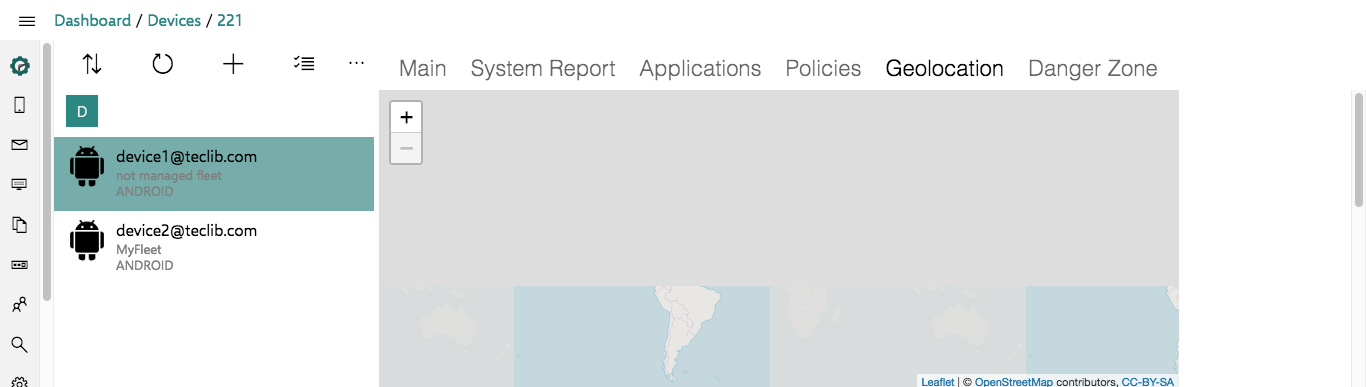 Dashboard / Devices / 221
Main System Report Applications Policies Geolocation Danger Zone
D
device1@teclib.com
not managed fleet
ANDROID
device2@teclib.com
MyFleet
ANDROID
+
−
Leaflet | © OpenStreetMap contributors, CC-BY-SA